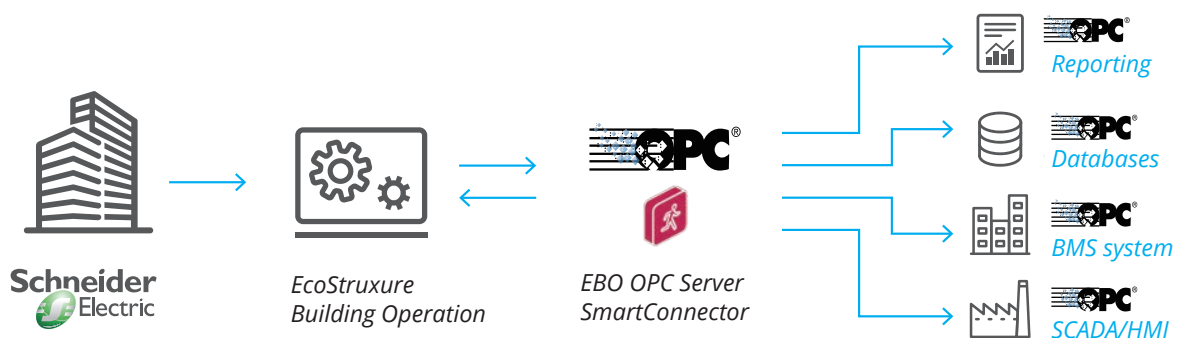 Schneider
Electric
EcoStruxure
Building Operation
OPC®
EBO OPC Server
SmartConnector
OPC®
Reporting
OPC®
Databases
OPC®
BMS system
OPC®
SCADA/HMI